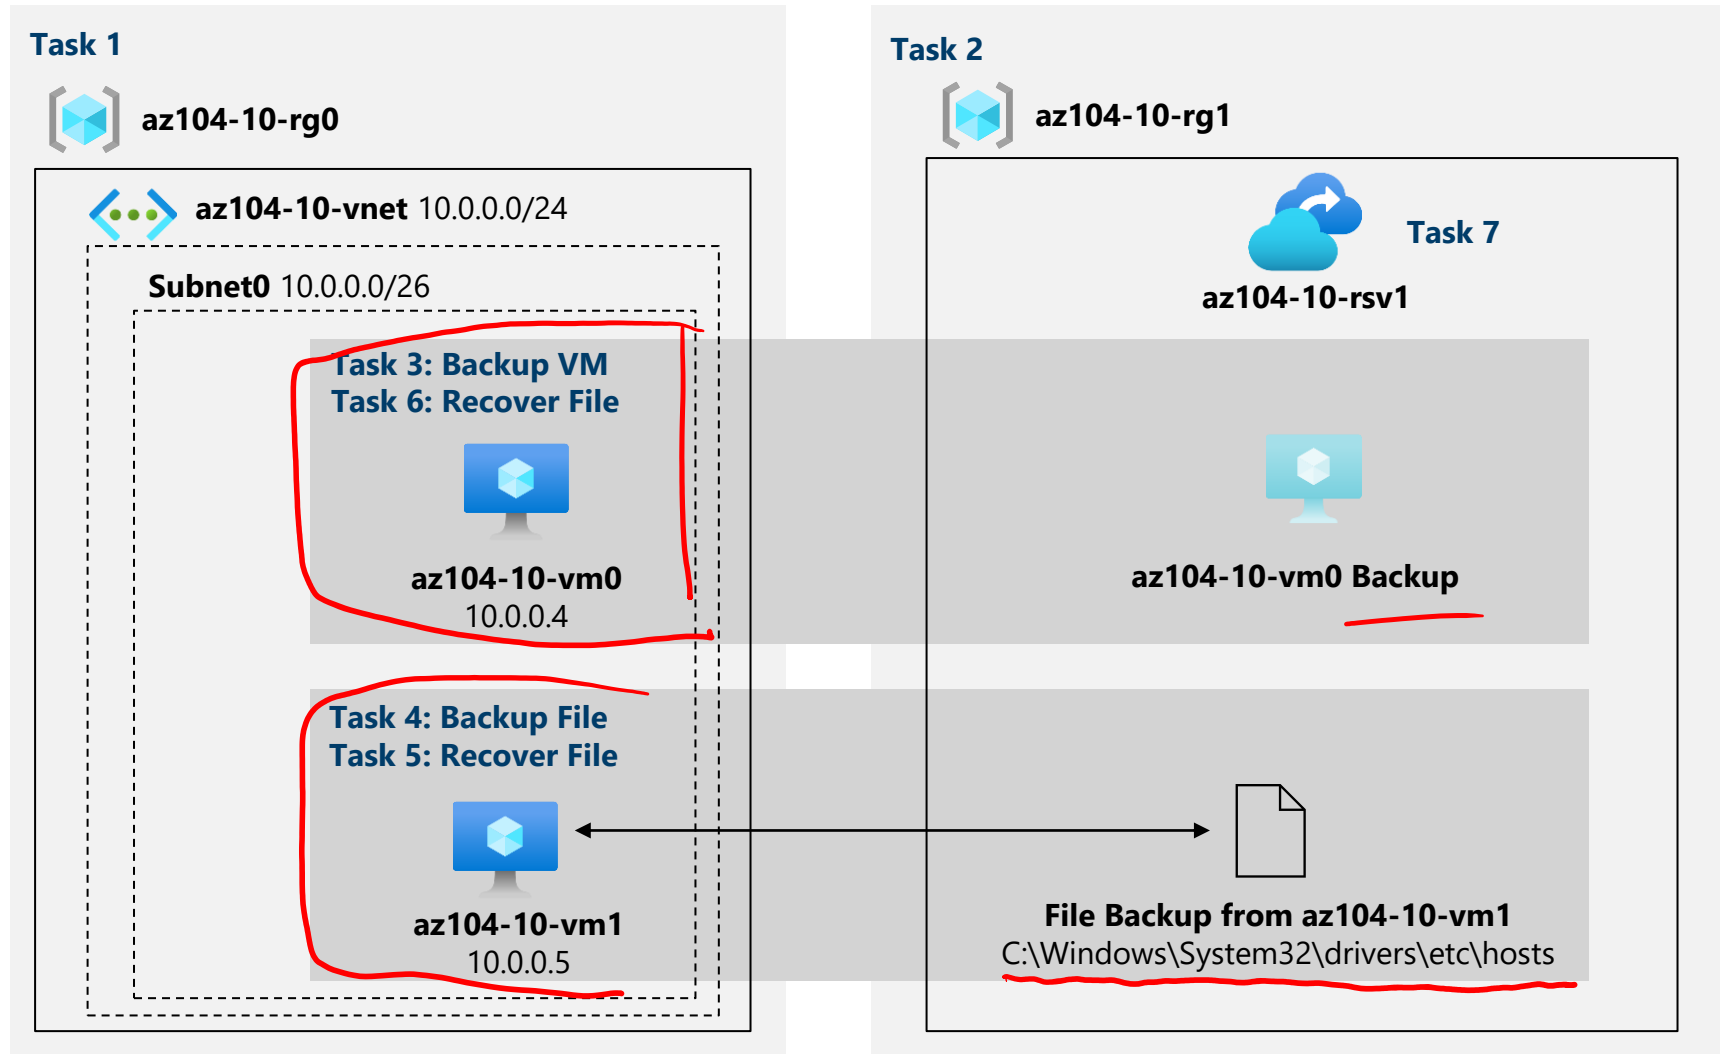 Task 1
az104-10-rg0
az104-10-vnet 10.0.0.0/24
Subnet0 10.0.0.0/26
Task 3: Backup VM
Task 6: Recover File
az104-10-vm0
10.0.0.4
Task 4: Backup File
Task 5: Recover File
az104-10-vm1
10.0.0.5
Task 2
az104-10-rg1
Task 7
az104-10-rsv1
az104-10-vm0 Backup
File Backup from az104-10-vm1
C:\Windows\System32\drivers\etc\hosts